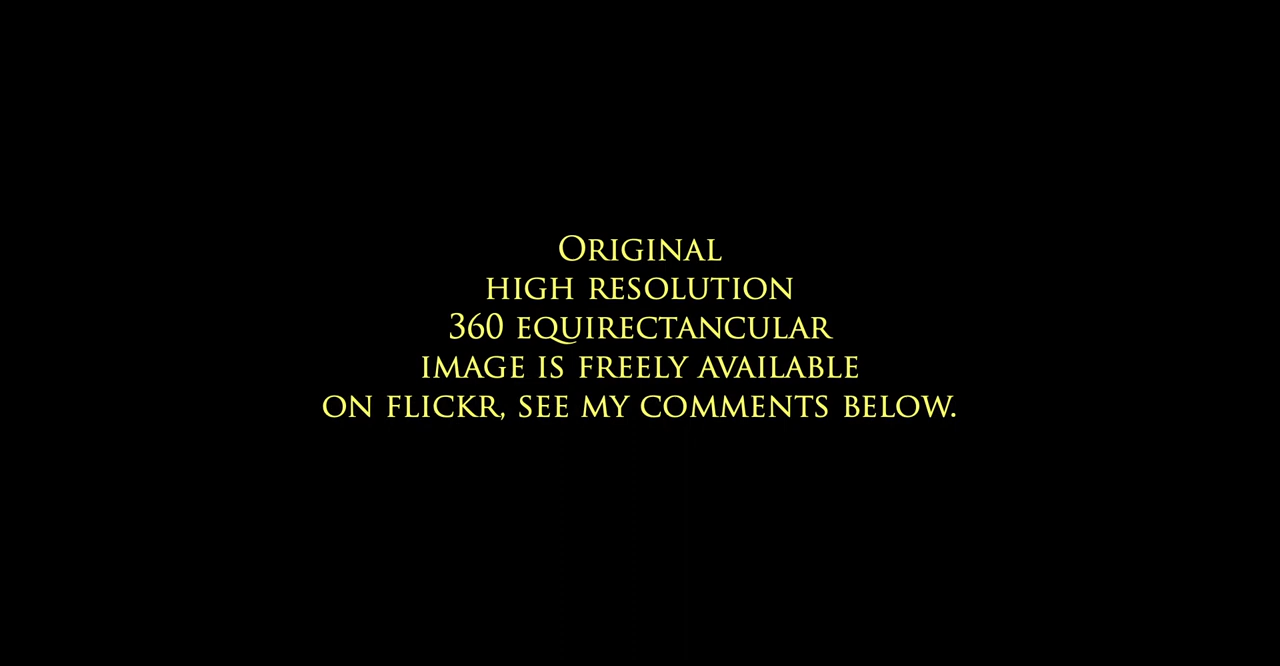 Original
high resolution
360 equirectancular
image is freely available
on flickr, see my comments below.